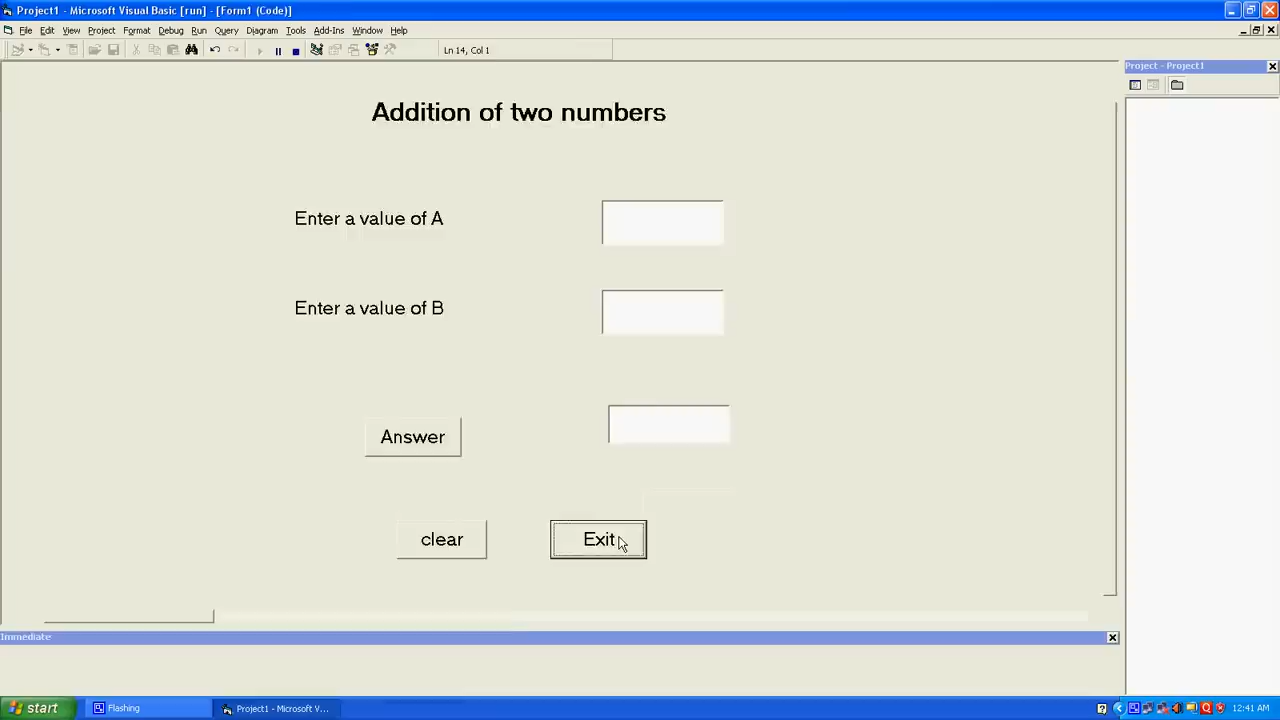 Project1 - Microsoft Visual Basic [run] - [Form1 (Code)]
File Edit View Project Format Debug Run Query Diagram Tools Add-Ins Window Help
Ln 14, Col 1
Project - Project1
Addition of two numbers
Enter a value of A
Enter a value of B
Answer
clear Exit
Immediate
start Flashing Project1 - Microsoft V... 12:41 AM